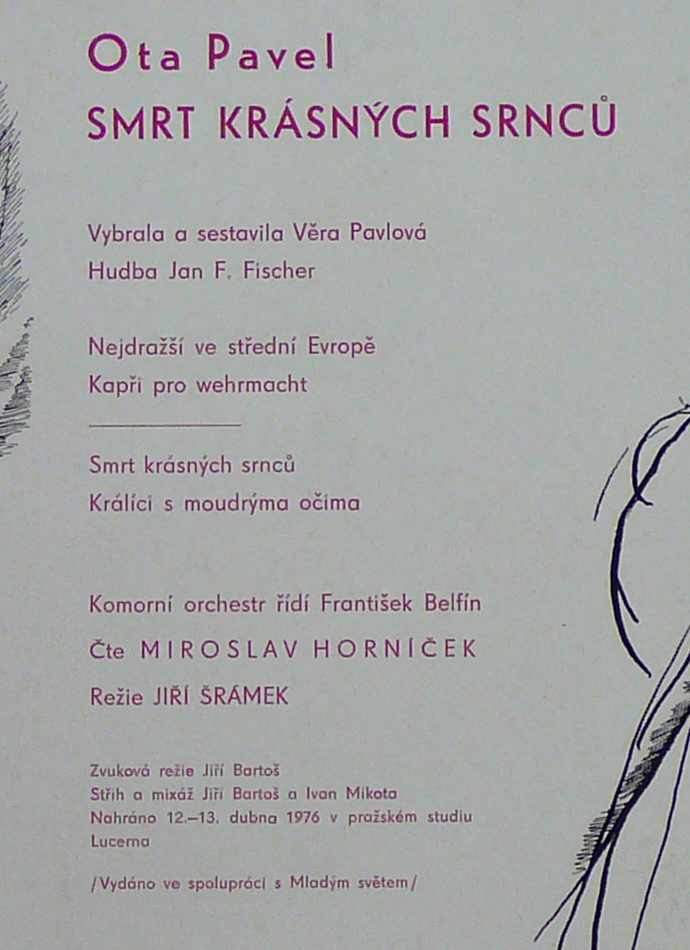 Ota Pavel
SMRT KRÁSNÝCH SRNCŮ
Vybrala a sestavila Věra Pavlová
Hudba Jan F. Fischer
Nejdražší ve střední Evropě
Kapři pro wehrmacht
Smrt krásných srnců
Králíci s moudrýma očima
Komorní orchestr řídí František Belfín
Čte MIROSLAV HORNÍČEK
Režie JIŘÍ ŠRÁMEK
Zvuková režie Jiří Bartoš
Střih a mixáž Jiří Bartoš a Ivan Mikota
Nahráno 12.–13. dubna 1976 v pražském studiu
Lucerna
/Vydáno ve spolupráci s Mladým světem/